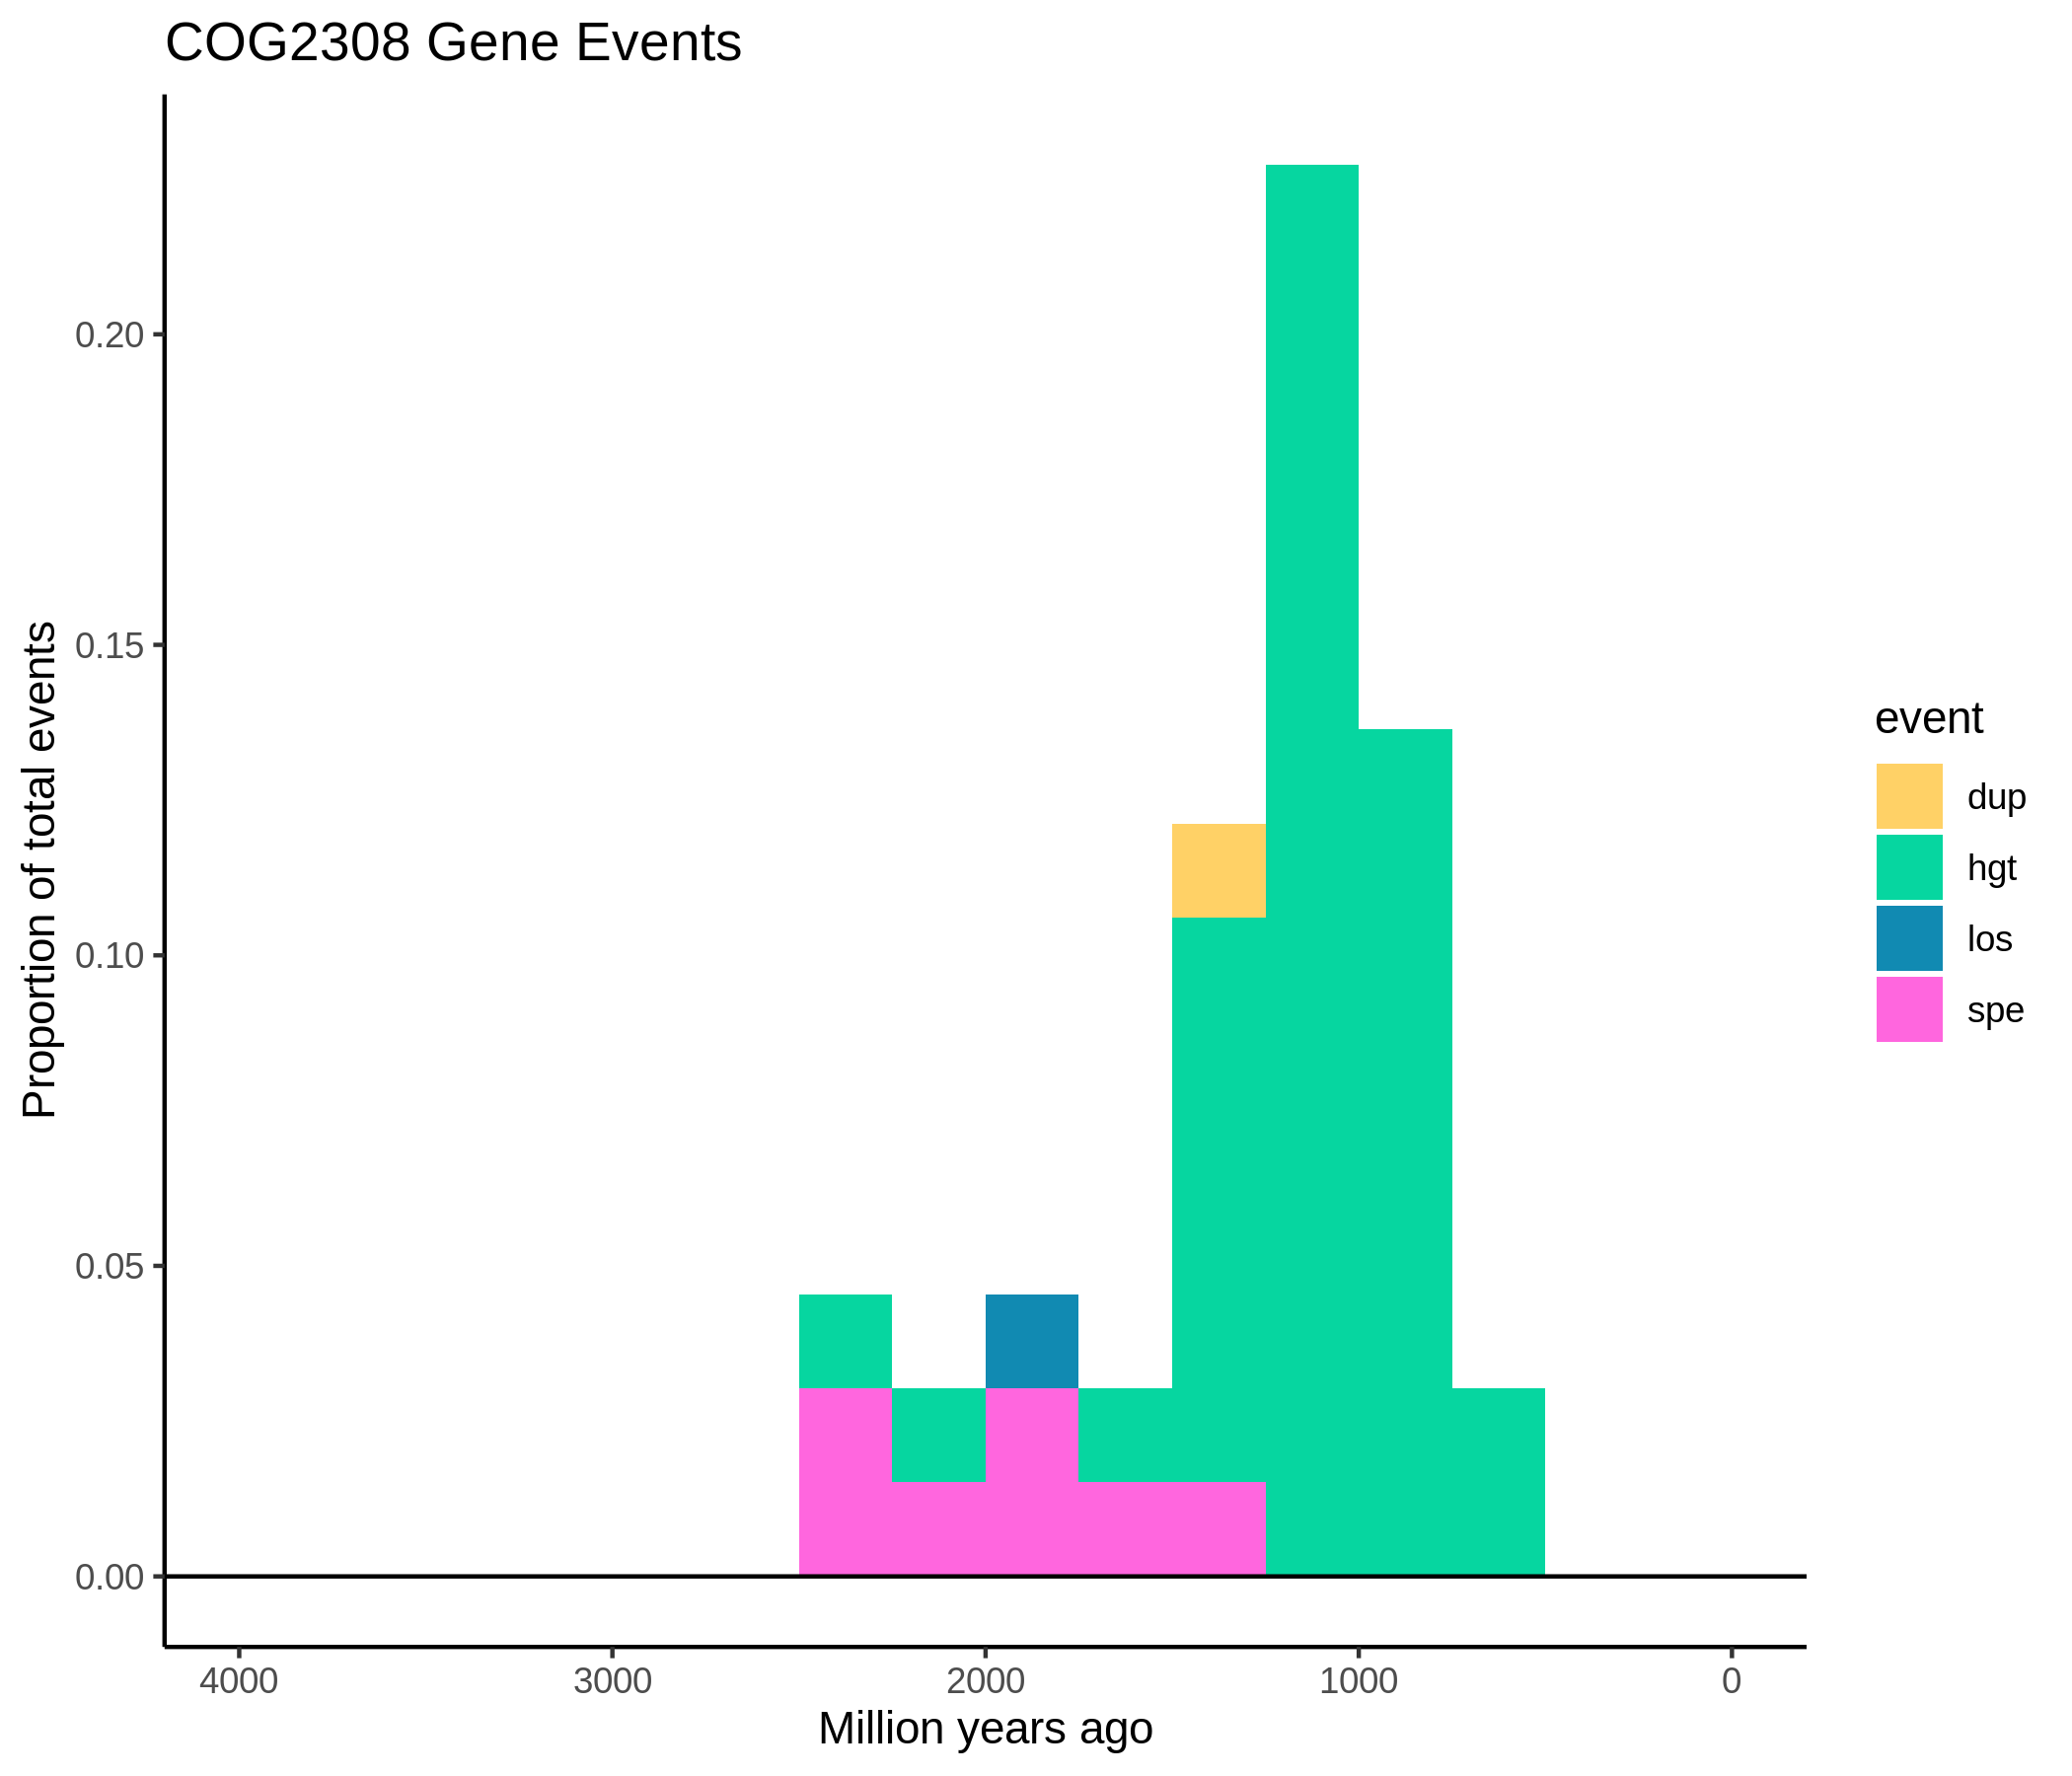 COG2308 Gene Events
Proportion of total events
0.20
0.15
0.10
0.05
0.00
4000 3000 2000 1000 0
Million years ago
event
dup
hgt
los
spe